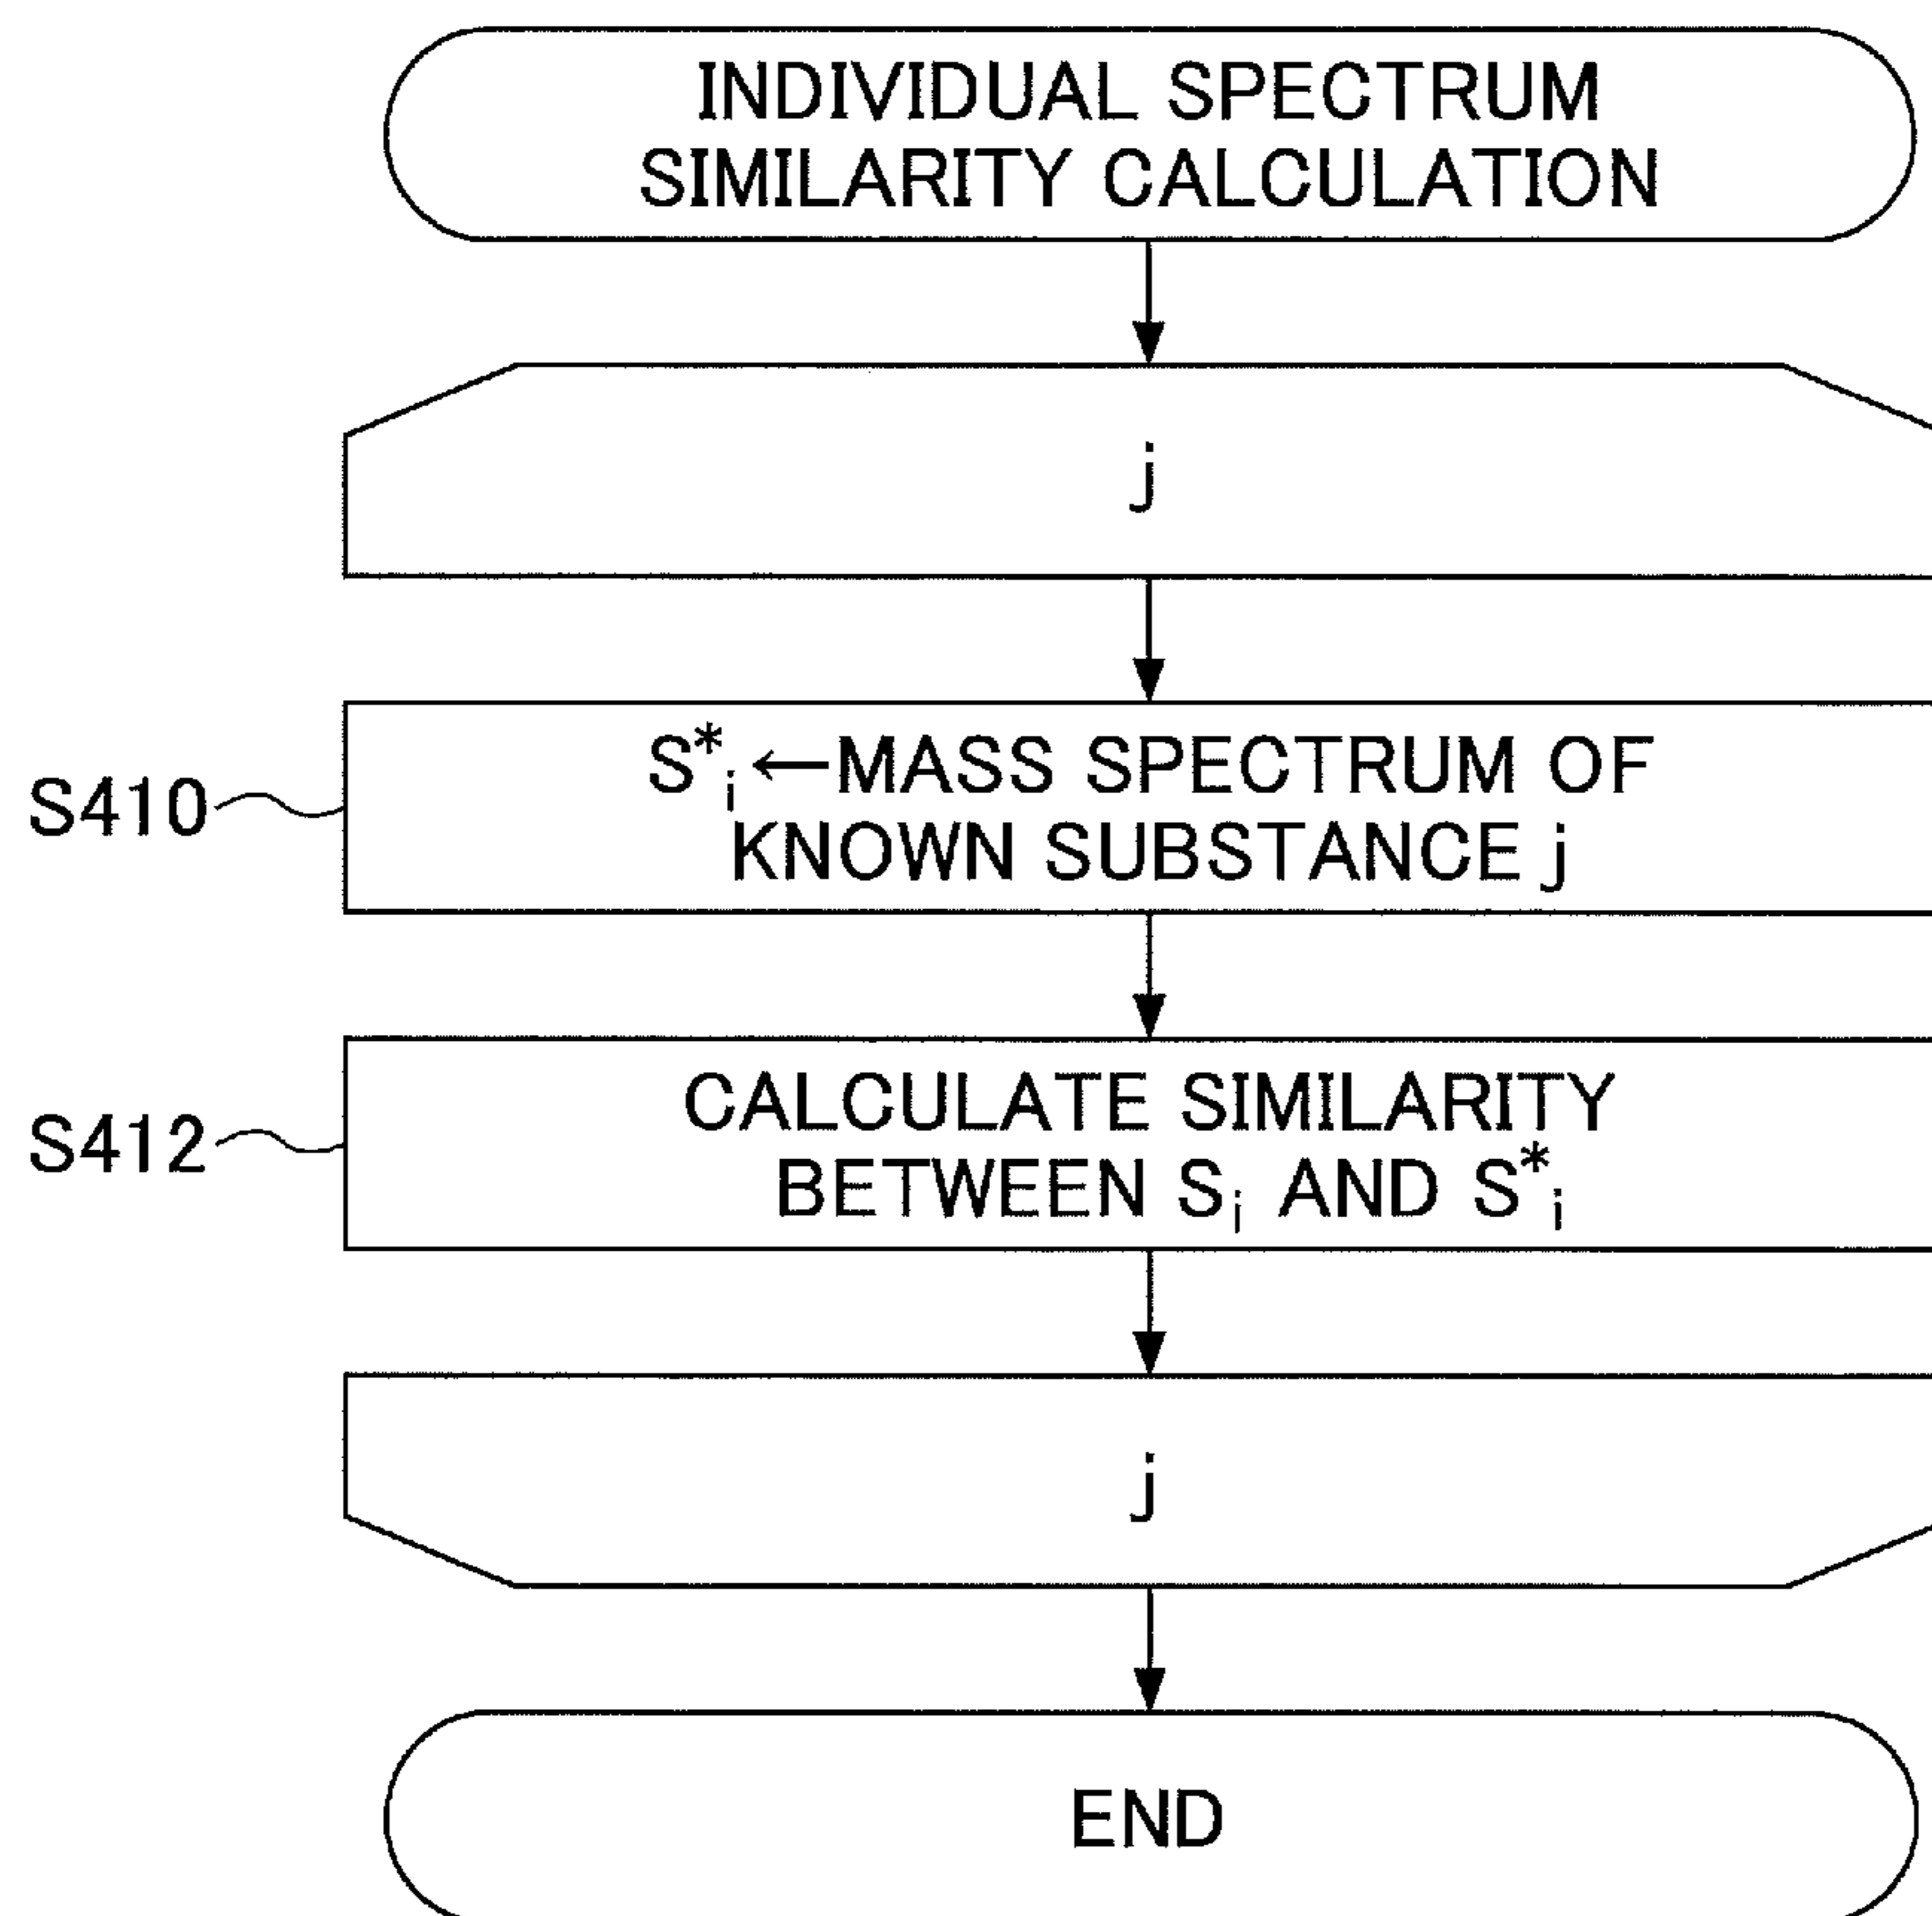 INDIVIDUAL SPECTRUM
SIMILARITY CALCULATION
j
S*i←MASS SPECTRUM OF
KNOWN SUBSTANCE j
S410
CALCULATE SIMILARITY
BETWEEN Si AND S*i
S412
j
END